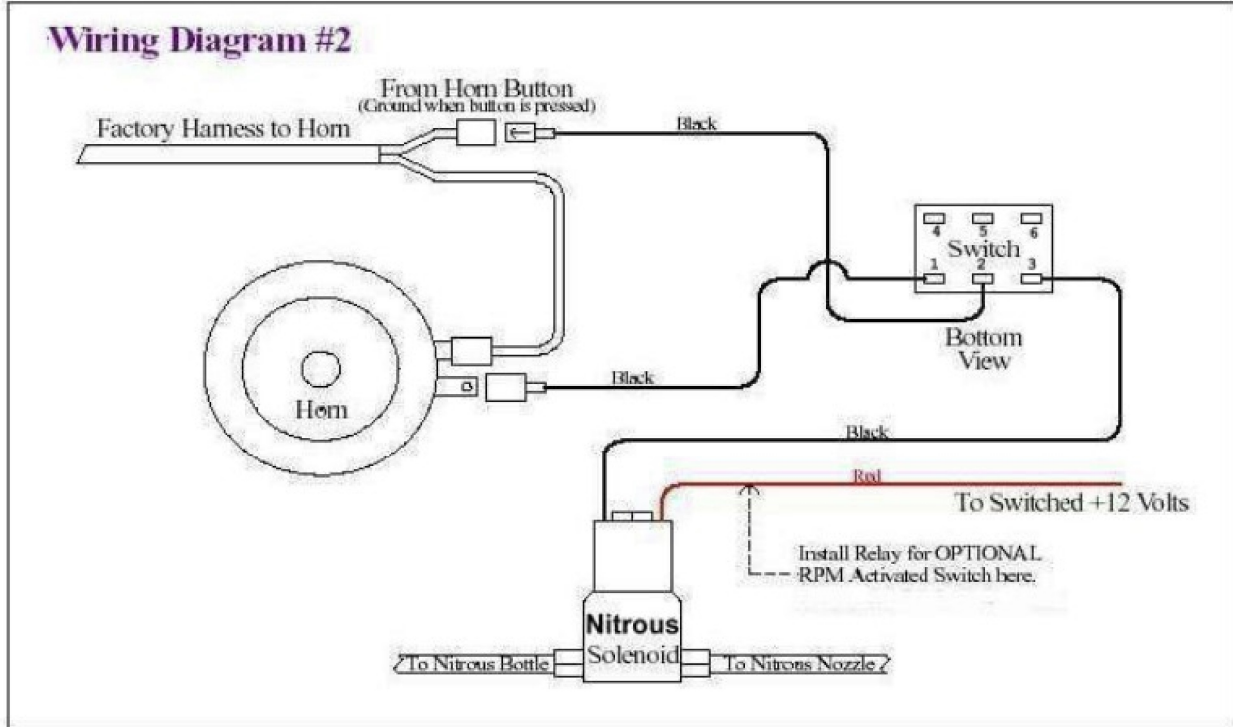 Wiring Diagram #2
From Horn Button
(Ground when button is pressed)
Factory Harness to Horn
Black
4 5 6
Switch
1 2 3
Bottom
View
Horn
Black
Black
Red
To Switched +12 Volts
Install Relay for OPTIONAL
RPM Activated Switch here.
Nitrous
Solenoid
To Nitrous Bottle
To Nitrous Nozzle